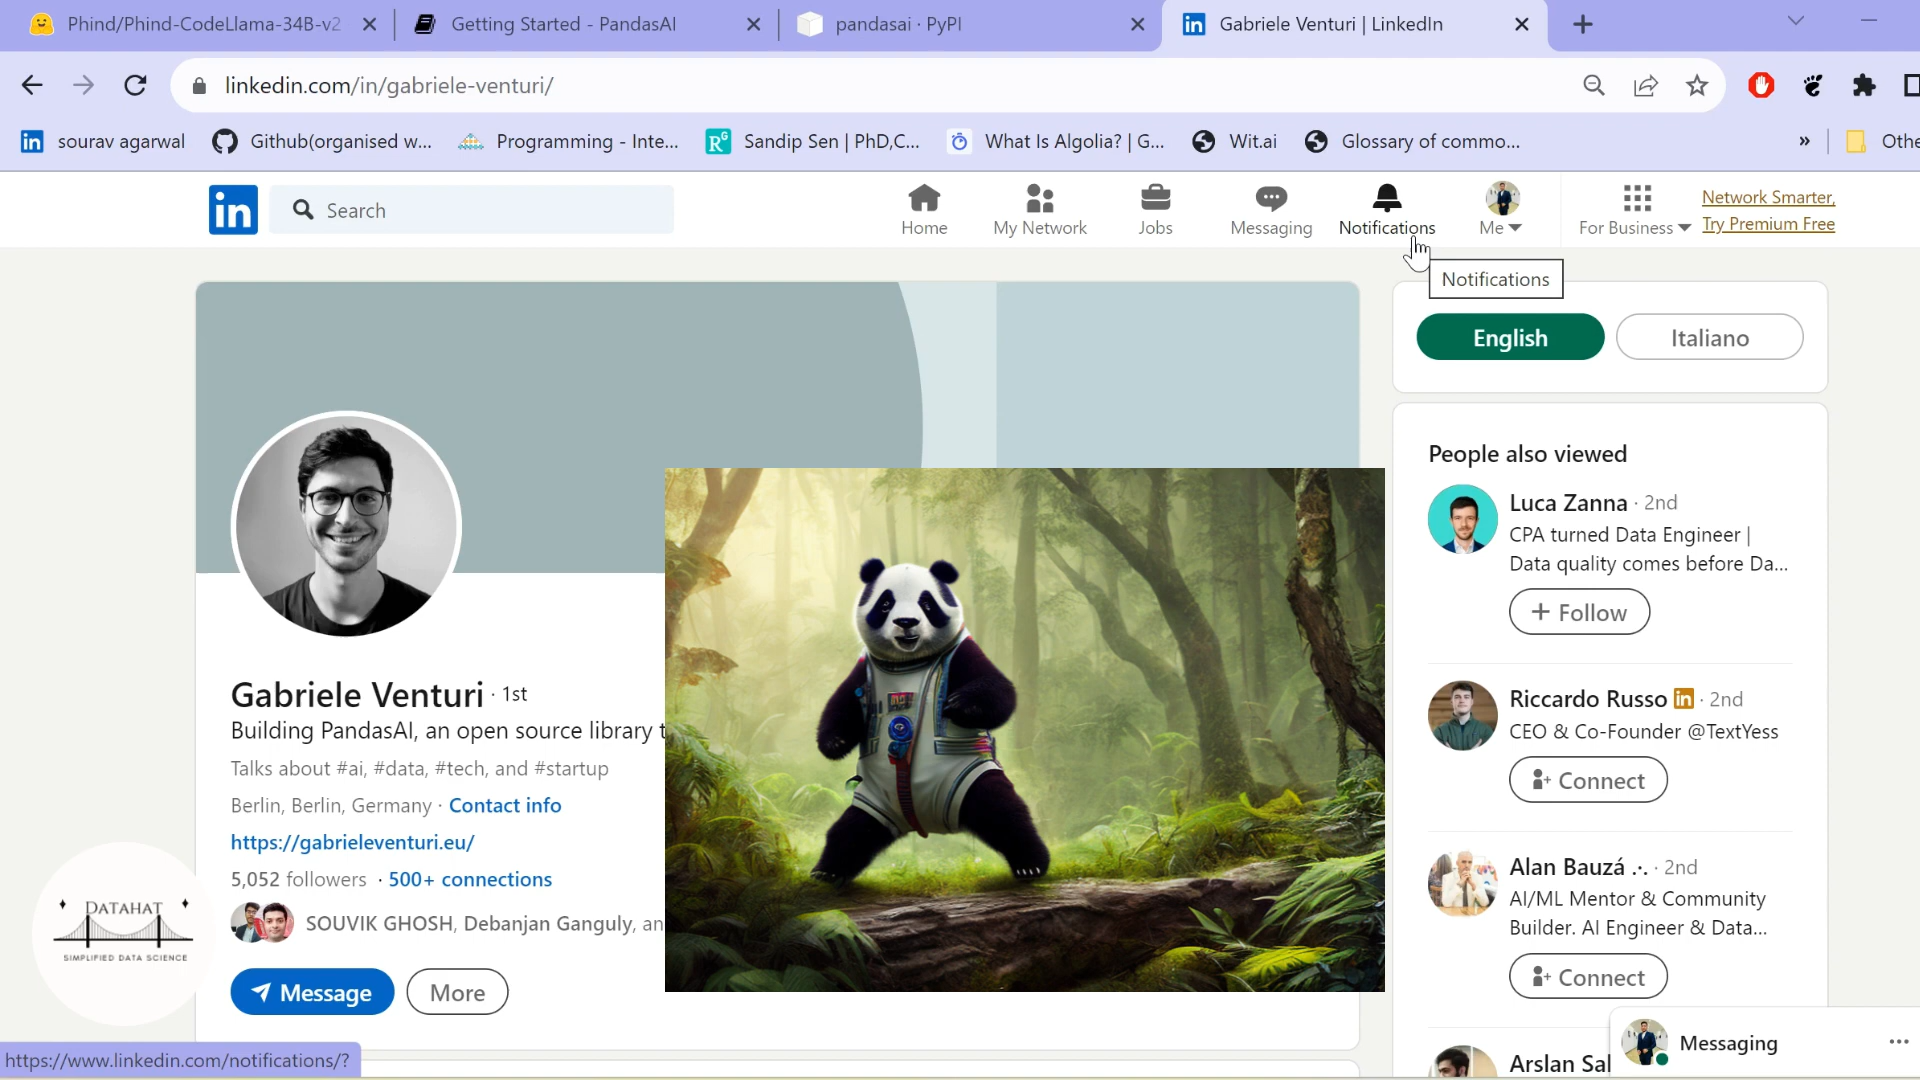 Phind/Phind-CodeLlama-34B-v2
Getting Started - PandasAI
pandasai · PyPI
Gabriele Venturi | LinkedIn
linkedin.com/in/gabriele-venturi/
sourav agarwal
Github(organised w...
Programming - Inte...
Sandip Sen | PhD,C...
What Is Algolia? | G...
Wit.ai
Glossary of commo...
»
Othe
in
Search
Home
My Network
Jobs
Messaging
Notifications
Me
For Business
Network Smarter,
Try Premium Free
Notifications
English
Italiano
Gabriele Venturi · 1st
Building PandasAI, an open source library t
Talks about #ai, #data, #tech, and #startup
Berlin, Berlin, Germany · Contact info
https://gabrieleventuri.eu/
5,052 followers · 500+ connections
SOUVIK GHOSH, Debanjan Ganguly, an
Message
More
DATAHAT
SIMPLIFIED DATA SCIENCE
People also viewed
Luca Zanna · 2nd
CPA turned Data Engineer |
Data quality comes before Da...
+ Follow
Riccardo Russo in · 2nd
CEO & Co-Founder @TextYess
Connect
Alan Bauzá .·. · 2nd
AI/ML Mentor & Community
Builder. AI Engineer & Data...
Connect
Arslan Sal
Messaging
https://www.linkedin.com/notifications/?